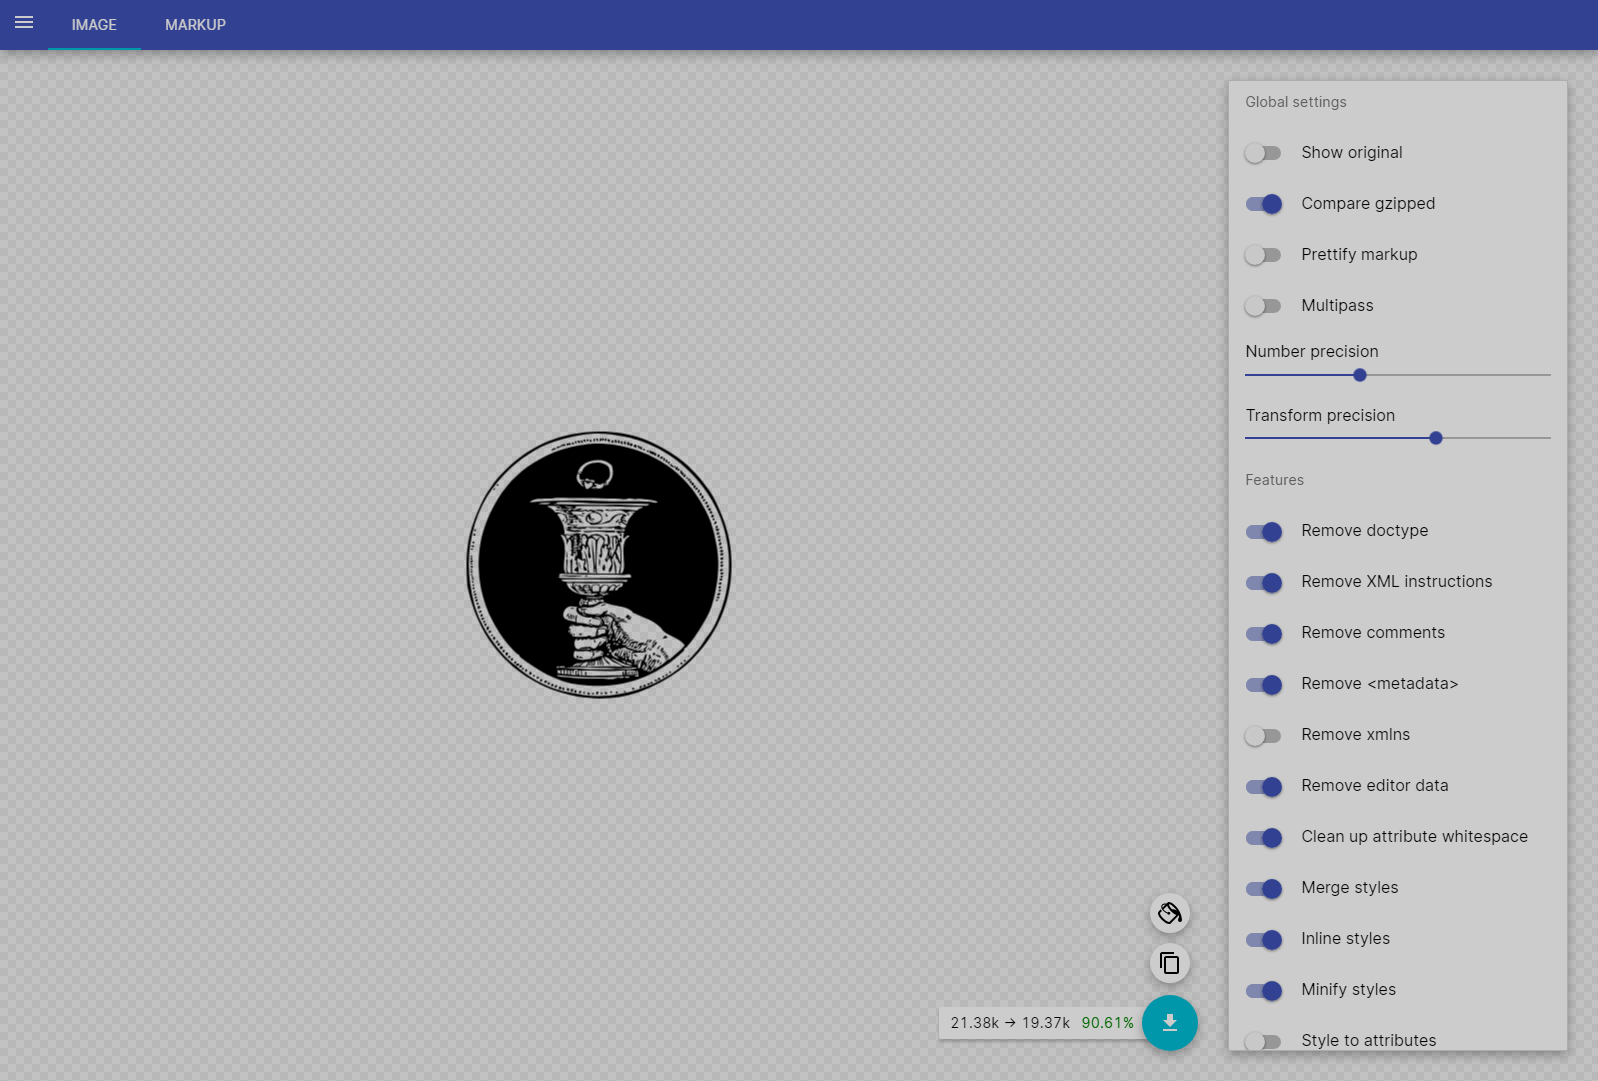 IMAGE
MARKUP
Global settings
Show original
Compare gzipped
Prettify markup
Multipass
Number precision
Transform precision
Features
Remove doctype
Remove XML instructions
Remove comments
Remove <metadata>
Remove xmlns
Remove editor data
Clean up attribute whitespace
Merge styles
Inline styles
Minify styles
Style to attributes
21.38k → 19.37k 90.61%